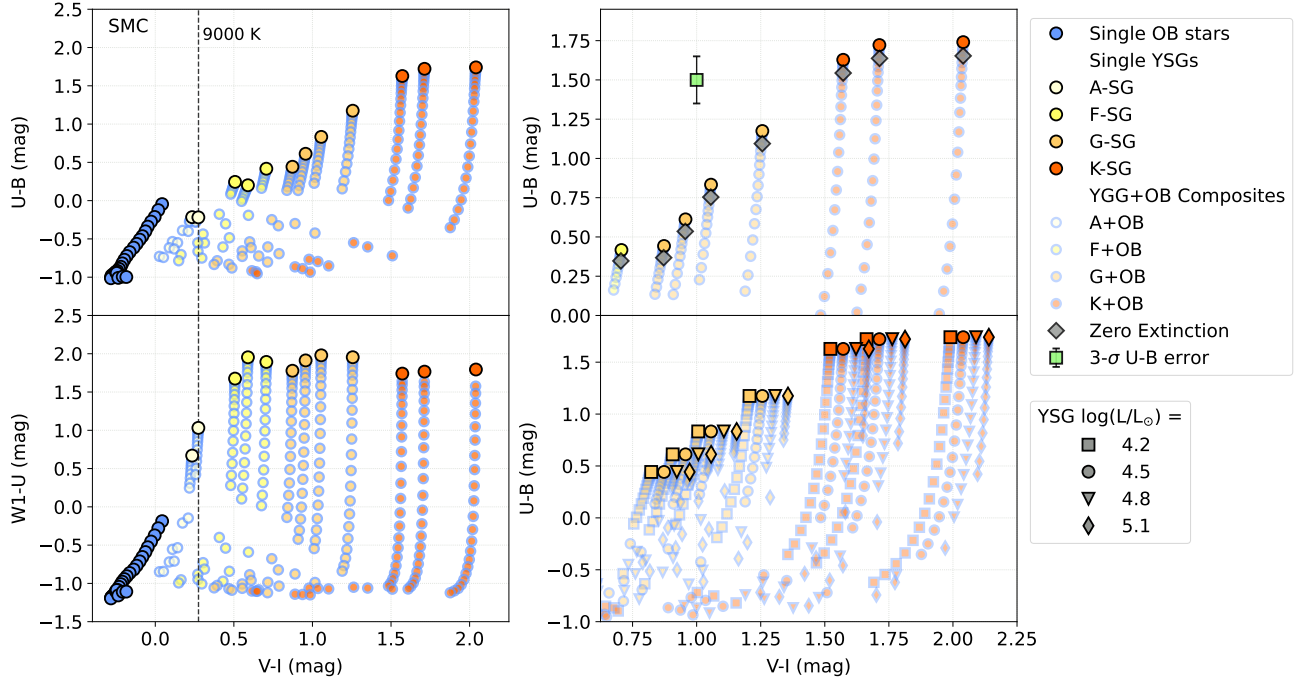 SMC
9000 K
2.5
2.0
1.5
1.0
0.5
0.0
−0.5
−1.0
U-B (mag)
2.5
2.0
1.5
1.0
0.5
0.0
−0.5
−1.0
−1.5
W1-U (mag)
0.0 0.5 1.0 1.5 2.0
V-I (mag)
1.75
1.50
1.25
1.00
0.75
0.50
0.25
0.00
U-B (mag)
1.5
1.0
0.5
0.0
−0.5
−1.0
U-B (mag)
0.75 1.00 1.25 1.50 1.75 2.00 2.25
V-I (mag)
Single OB stars
Single YSGs
A-SG
F-SG
G-SG
K-SG
YGG+OB Composites
A+OB
F+OB
G+OB
K+OB
Zero Extinction
3-σ U-B error
YSG log(L/L☉) =
4.2
4.5
4.8
5.1